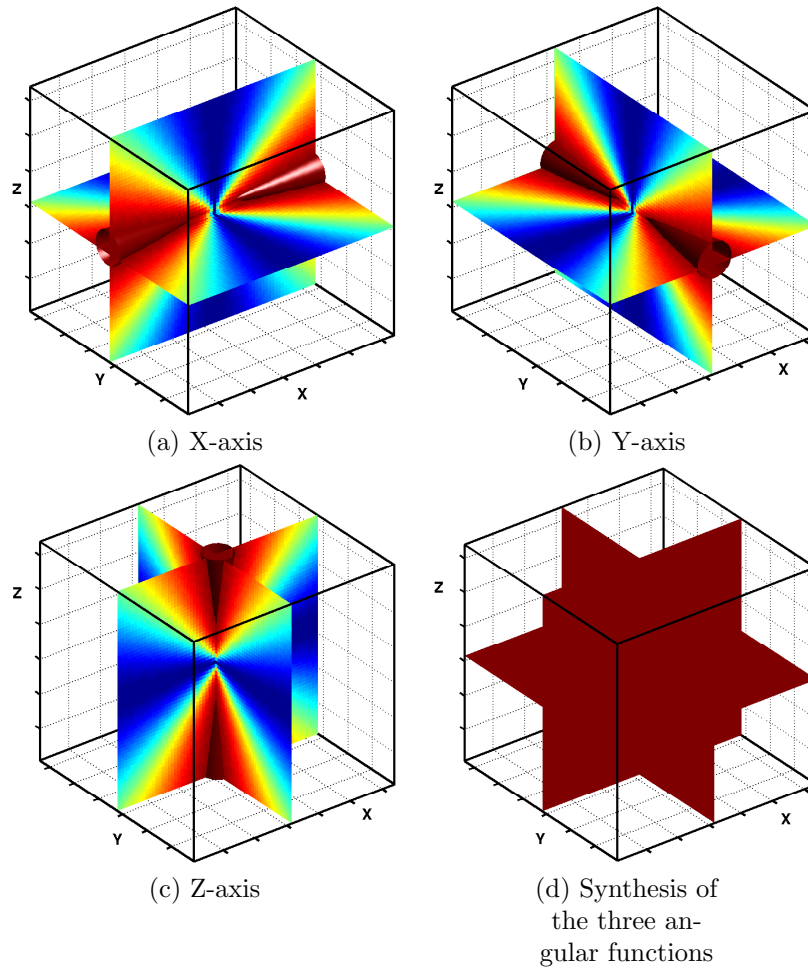 Z
Y
X
(a) X-axis
Z
Y
X
(b) Y-axis
Z
Y
X
(c) Z-axis
Z
Y
X
(d) Synthesis of
the three an-
gular functions